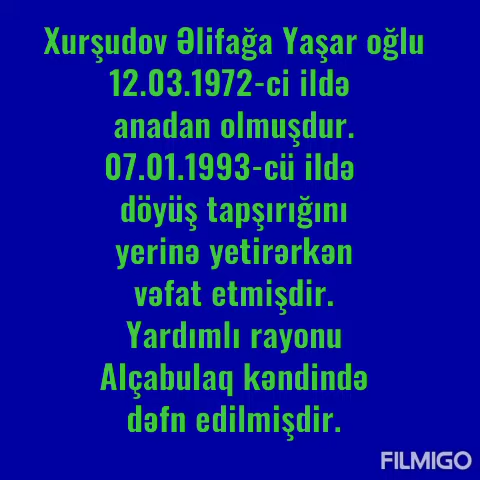 Xurşudov Əlifağa Yaşar oğlu
12.03.1972-ci ildə
anadan olmuşdur.
07.01.1993-cü ildə
döyüş tapşırığını
yerinə yetirərkən
vəfat etmişdir.
Yardımlı rayonu
Alçabulaq kəndində
dəfn edilmişdir.
FILMIGO